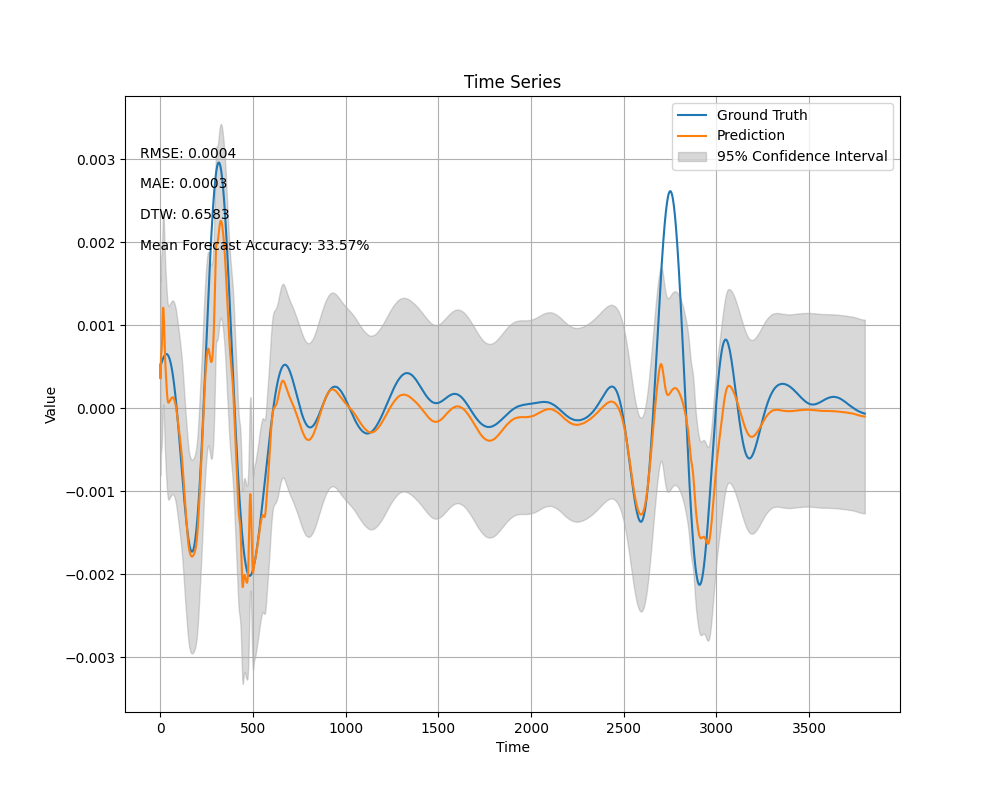 Time Series
Ground Truth
Prediction
95% Confidence Interval
RMSE: 0.0004
MAE: 0.0003
DTW: 0.6583
Mean Forecast Accuracy: 33.57%
Value
0.003
0.002
0.001
0.000
−0.001
−0.002
−0.003
0 500 1000 1500 2000 2500 3000 3500
Time